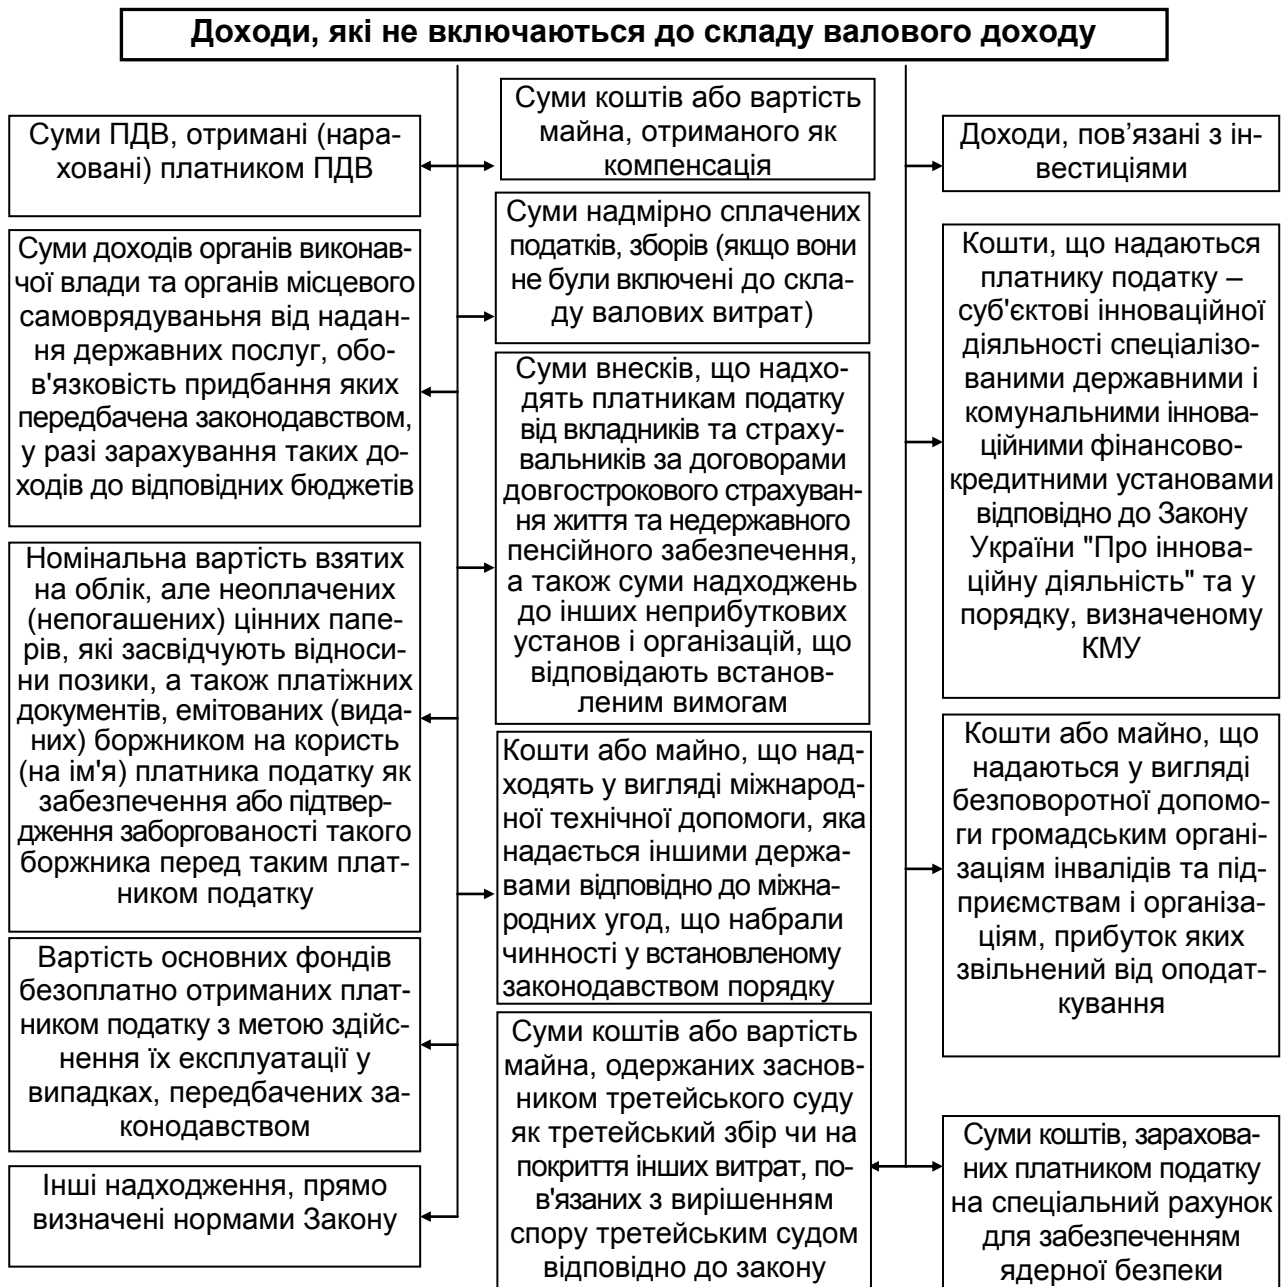 Доходи, які не включаються до складу валового доходу
Суми ПДВ, отримані (нара-
ховані) платником ПДВ
Суми доходів органів виконав-
чої влади та органів місцевого
самоврядуваньня від надан-
ня державних послуг, обо-
в'язковість придбання яких
передбачена законодавством,
у разі зарахування таких до-
ходів до відповідних бюджетів
Номінальна вартість взятих
на облік, але неоплачених
(непогашених) цінних папе-
рів, які засвідчують відноси-
ни позики, а також платіжних
документів, емітованих (вида-
них) боржником на користь
(на ім'я) платника податку як
забезпечення або підтвер-
дження заборгованості такого
боржника перед таким плат-
ником податку
Вартість основних фондів
безоплатно отриманих плат-
ником податку з метою здійс-
нення їх експлуатації у
випадках, передбачених за-
конодавством
Інші надходження, прямо
визначені нормами Закону
Суми коштів або вартість
майна, отриманого як
компенсація
Суми надмірно сплачених
податків, зборів (якщо вони
не були включені до скла-
ду валових витрат)
Суми внесків, що надхо-
дять платникам податку
від вкладників та страху-
вальників за договорами
довгострокового страхуван-
ня життя та недержавного
пенсійного забезпечення,
а також суми надходжень
до інших неприбуткових
установ і організацій, що
відповідають встанов-
леним вимогам
Кошти або майно, що над-
ходять у вигляді міжнарод-
ної технічної допомоги, яка
надається іншими держа-
вами відповідно до міжна-
родних угод, що набрали
чинності у встановленому
законодавством порядку
Суми коштів або вартість
майна, одержаних заснов-
ником третейського суду
як третейський збір чи на
покриття інших витрат, по-
в'язаних з вирішенням
спору третейським судом
відповідно до закону
Доходи, пов’язані з ін-
вестиціями
Кошти, що надаються
платнику податку –
суб'єктові інноваційної
діяльності спеціалізо-
ваними державними і
комунальними іннова-
ційними фінансово-
кредитними установами
відповідно до Закону
України "Про іннова-
ційну діяльність" та у
порядку, визначеному
КМУ
Кошти або майно, що
надаються у вигляді
безповоротної допомо-
ги громадським органі-
заціям інвалідів та під-
приємствам і організа-
ціям, прибуток яких
звільнений від оподат-
кування
Суми коштів, зарахова-
них платником податку
на спеціальний рахунок
для забезпеченням
ядерної безпеки